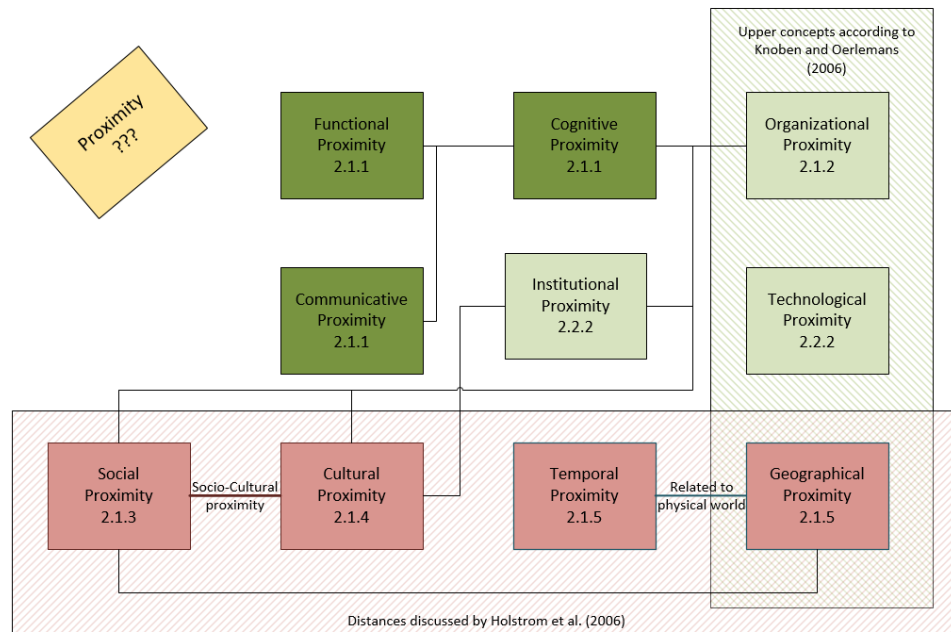 Upper concepts according to
Knoben and Oerlemans
(2006)
Proximity
???
Functional
Proximity
2.1.1
Cognitive
Proximity
2.1.1
Organizational
Proximity
2.1.2
Communicative
Proximity
2.1.1
Institutional
Proximity
2.2.2
Technological
Proximity
2.2.2
Social
Proximity
2.1.3
Socio-Cultural
proximity
Cultural
Proximity
2.1.4
Temporal
Proximity
2.1.5
Related to
physical world
Geographical
Proximity
2.1.5
Distances discussed by Holstrom et al. (2006)